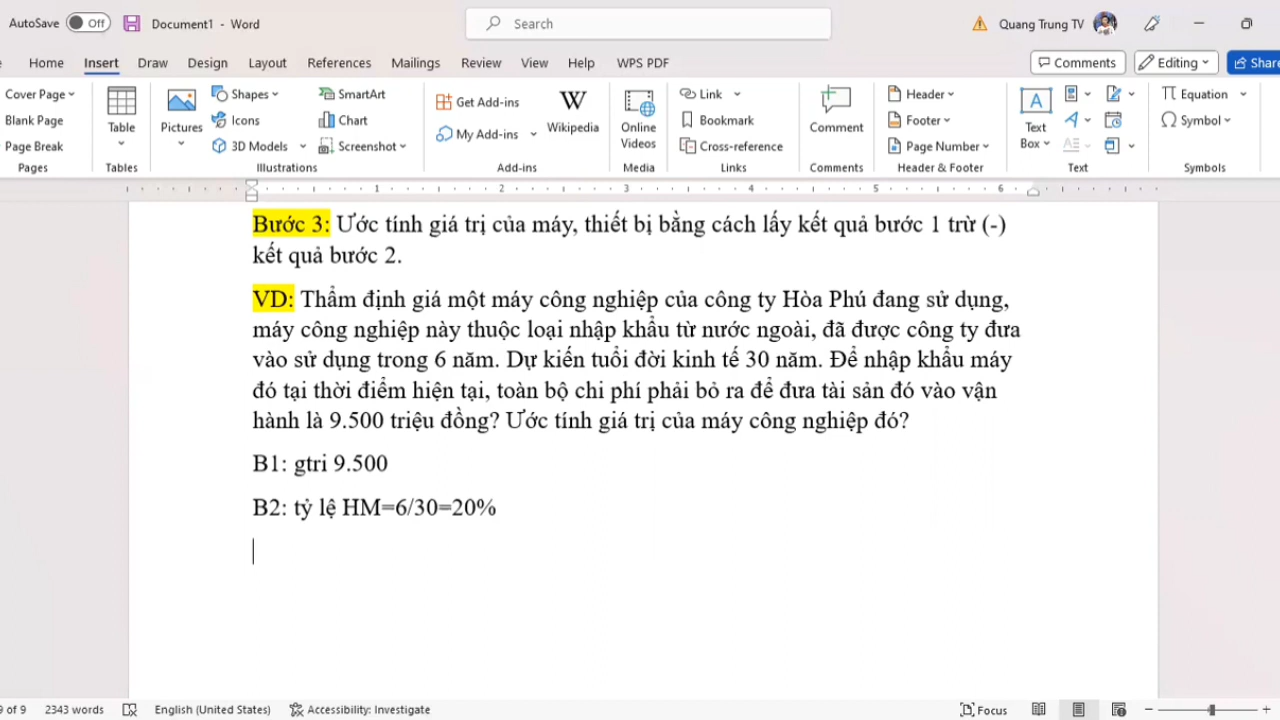 AutoSave Off Document1 - Word Search Quang Trung TV
Home Insert Draw Design Layout References Mailings Review View Help WPS PDF Comments Editing Share
Cover Page Shapes SmartArt Get Add-ins Link Header Equation
Blank Page Icons Chart Bookmark Footer Symbol
Page Break 3D Models Screenshot My Add-ins Cross-reference Page Number
Table Pictures Wikipedia Online Videos Comment Text Box
Pages Tables Illustrations Add-ins Media Links Comments Header & Footer Text Symbols
1 2 3 4 5 6
Bước 3: Ước tính giá trị của máy, thiết bị bằng cách lấy kết quả bước 1 trừ (-)
kết quả bước 2.
VD: Thẩm định giá một máy công nghiệp của công ty Hòa Phú đang sử dụng,
máy công nghiệp này thuộc loại nhập khẩu từ nước ngoài, đã được công ty đưa
vào sử dụng trong 6 năm. Dự kiến tuổi đời kinh tế 30 năm. Để nhập khẩu máy
đó tại thời điểm hiện tại, toàn bộ chi phí phải bỏ ra để đưa tài sản đó vào vận
hành là 9.500 triệu đồng? Ước tính giá trị của máy công nghiệp đó?
B1: gtri 9.500
B2: tỷ lệ HM=6/30=20%
9 of 9 2343 words English (United States) Accessibility: Investigate Focus